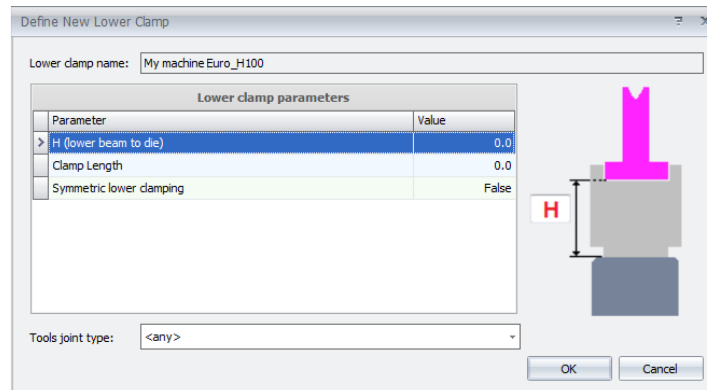 Define New Lower Clamp
Lower clamp name: My machine Euro_H100
Lower clamp parameters
Parameter Value
H (lower beam to die) 0.0
Clamp Length 0.0
Symmetric lower clamping False
H
Tools joint type: <any>
OK Cancel